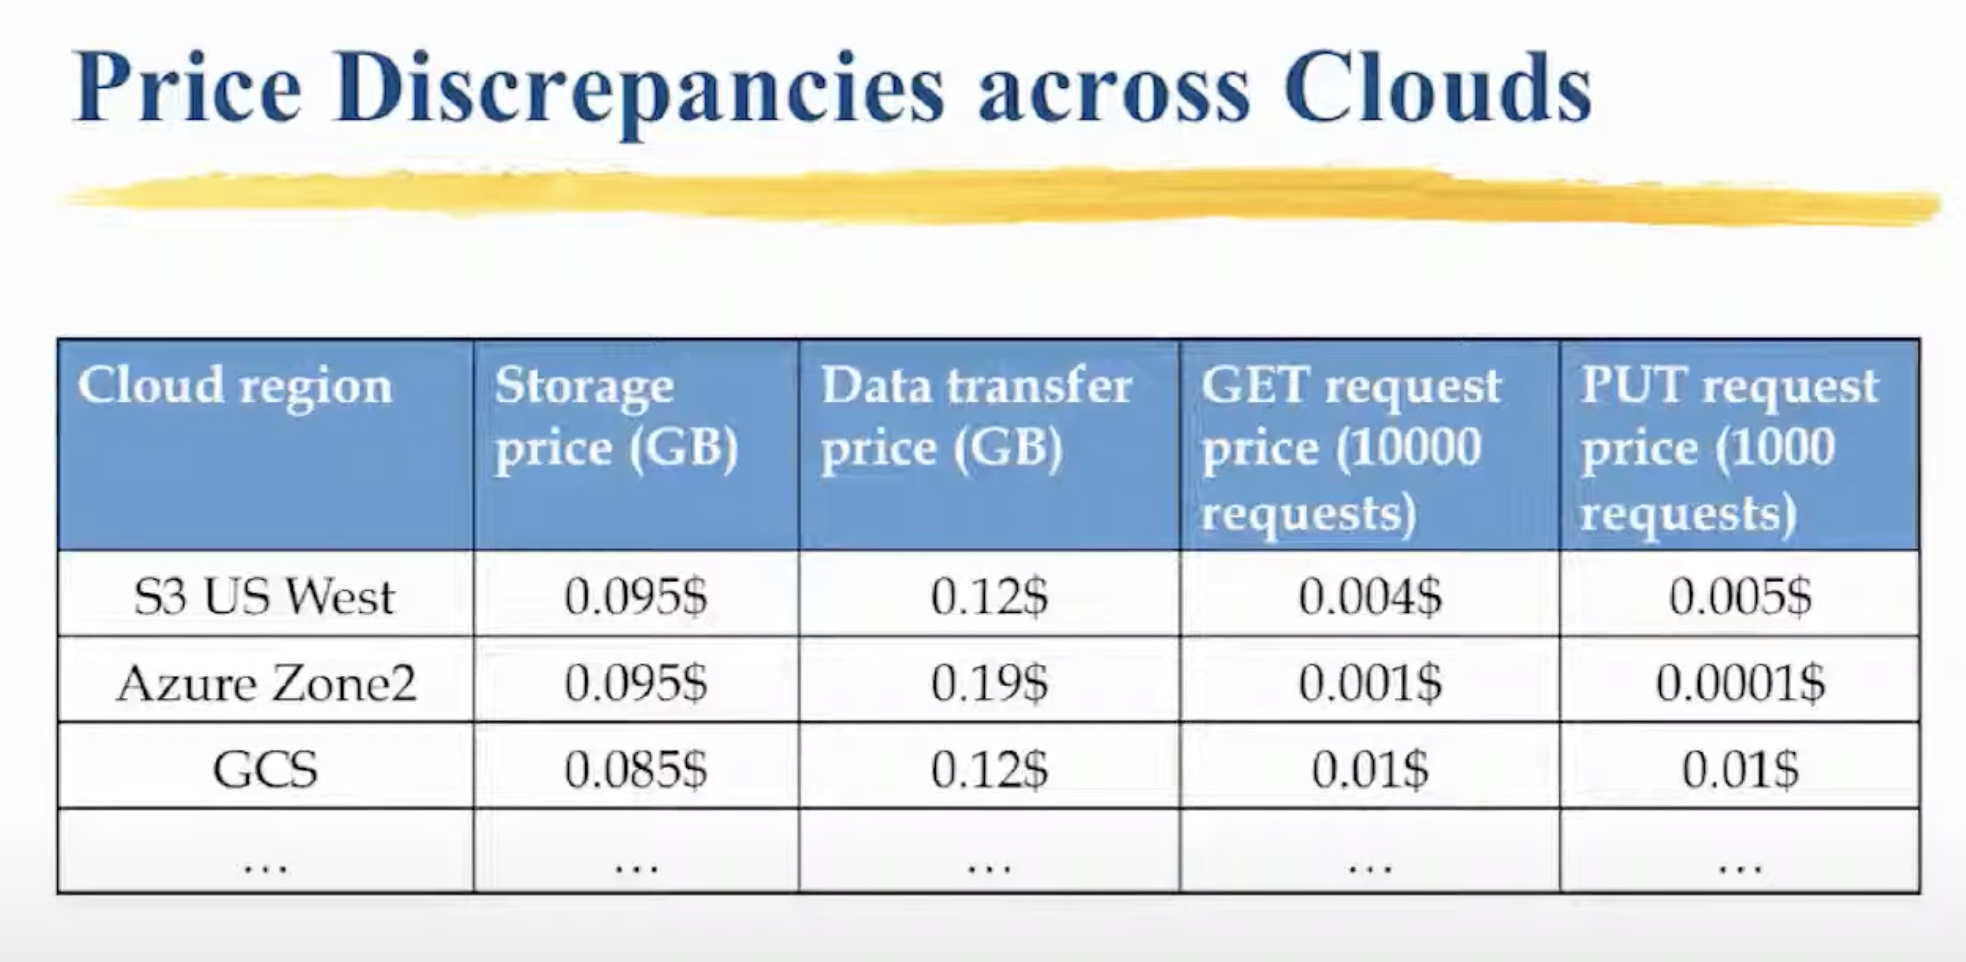 Price Discrepancies across Clouds
Cloud region
Storage
price (GB)
Data transfer
price (GB)
GET request
price (10000
requests)
PUT request
price (1000
requests)
S3 US West 0.095$ 0.12$ 0.004$ 0.005$
Azure Zone2 0.095$ 0.19$ 0.001$ 0.0001$
GCS 0.085$ 0.12$ 0.01$ 0.01$
… … … … …